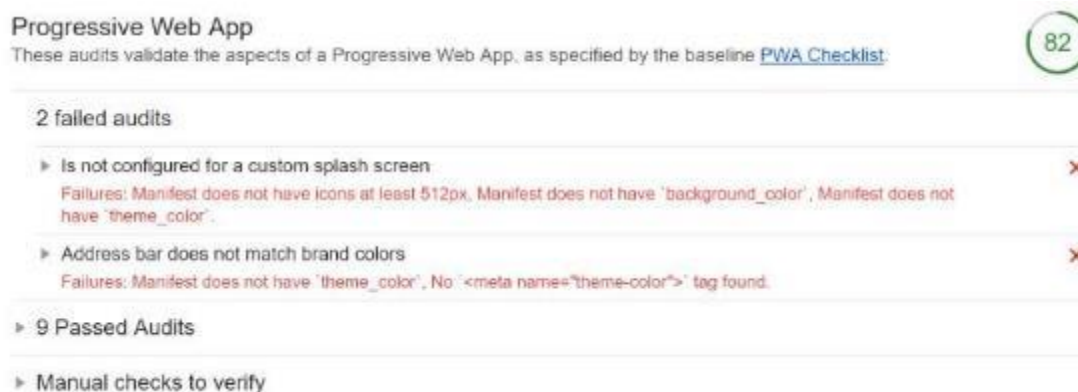 Progressive Web App
82
These audits validate the aspects of a Progressive Web App, as specified by the baseline PWA Checklist.
2 failed audits
Is not configured for a custom splash screen
Failures: Manifest does not have icons at least 512px, Manifest does not have `background_color`, Manifest does not
have `theme_color`.
Address bar does not match brand colors
Failures: Manifest does not have `theme_color`, No `<meta name="theme-color">` tag found.
9 Passed Audits
Manual checks to verify